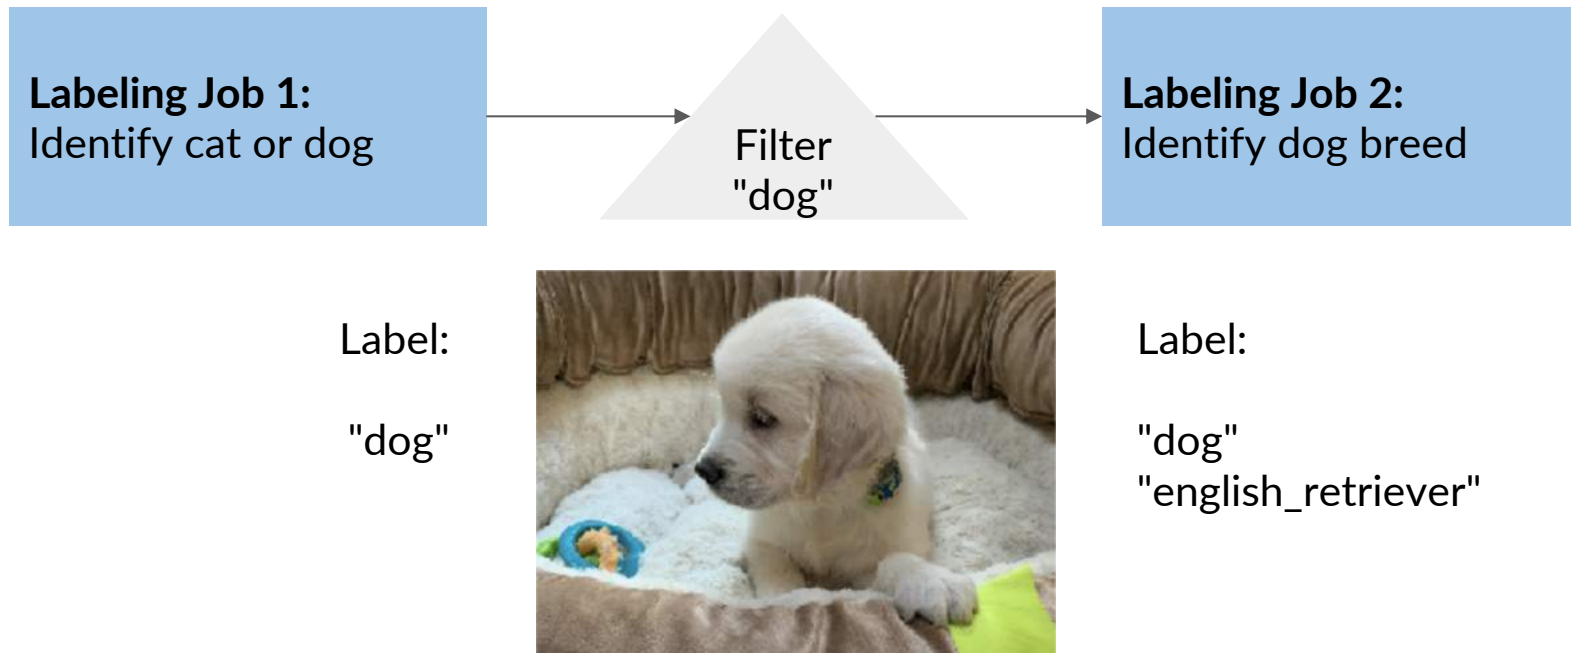 Labeling Job 1:
Identify cat or dog
Filter
"dog"
Labeling Job 2:
Identify dog breed
Label:
"dog"
Label:
"dog"
"english_retriever"